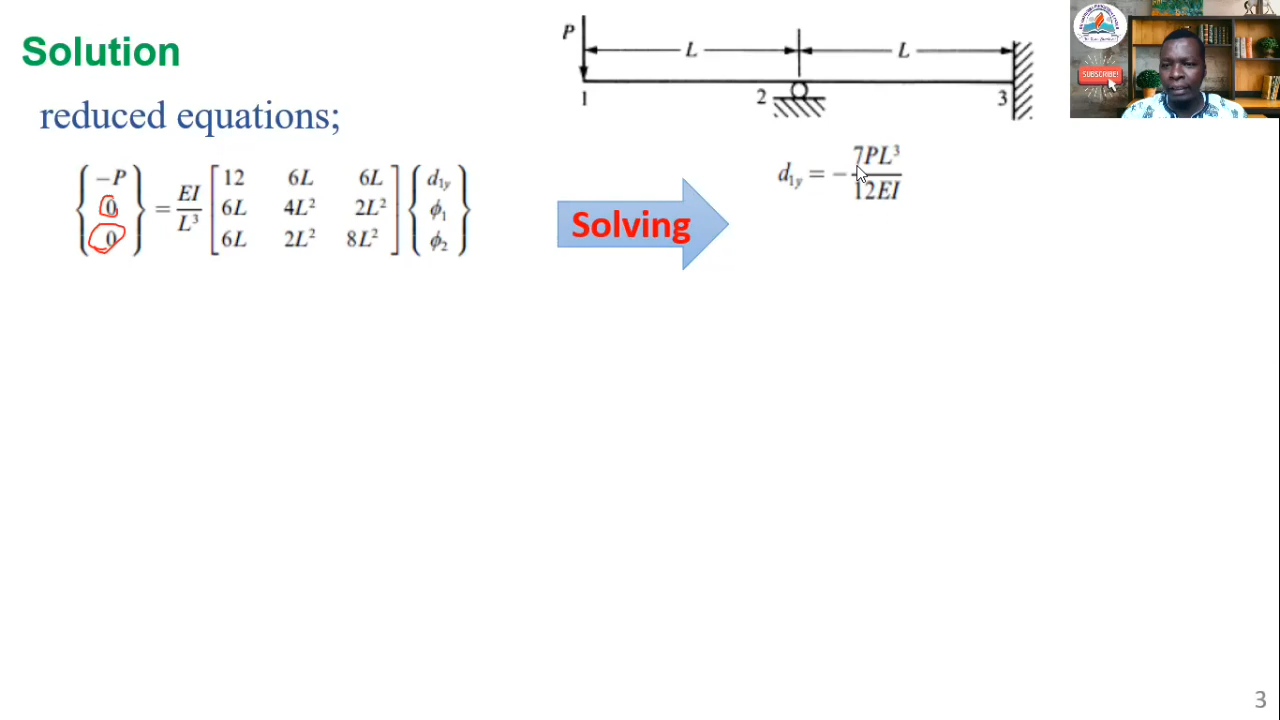 Solution
reduced equations;
P
L
L
1
2
3
SUBSCRIBE!
{ −P 0 0 } = EI/L³ [ 12 6L 6L
6L 4L² 2L²
6L 2L² 8L² ] { d₁y ϕ₁ ϕ₂ }
Solving
d₁y = − 7PL³/12EI
3